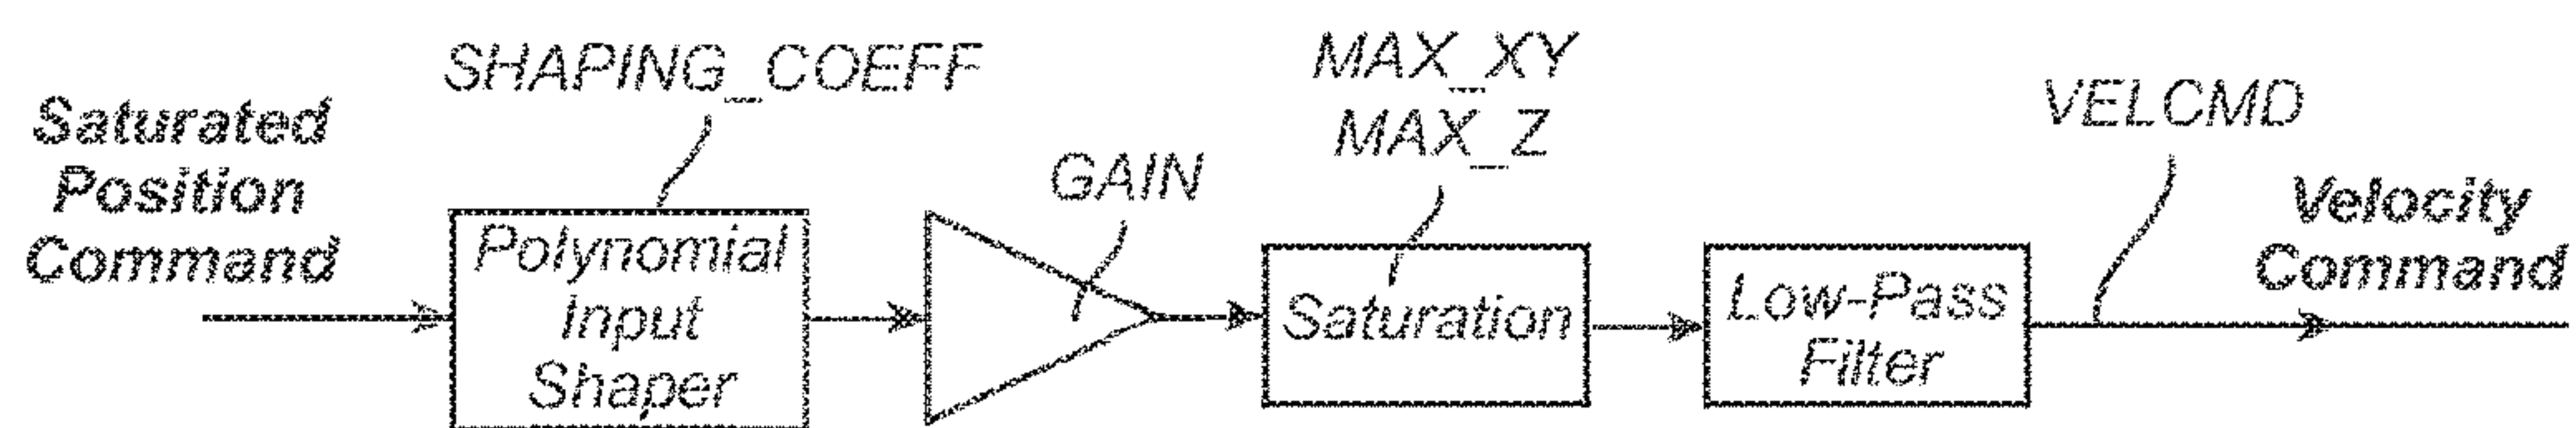 Saturated
Position
Command
SHAPING_COEFF
Polynomial
Input
Shaper
GAIN
MAX_XY
MAX_Z
Saturation
Low-Pass
Filter
VELCMD
Velocity
Command